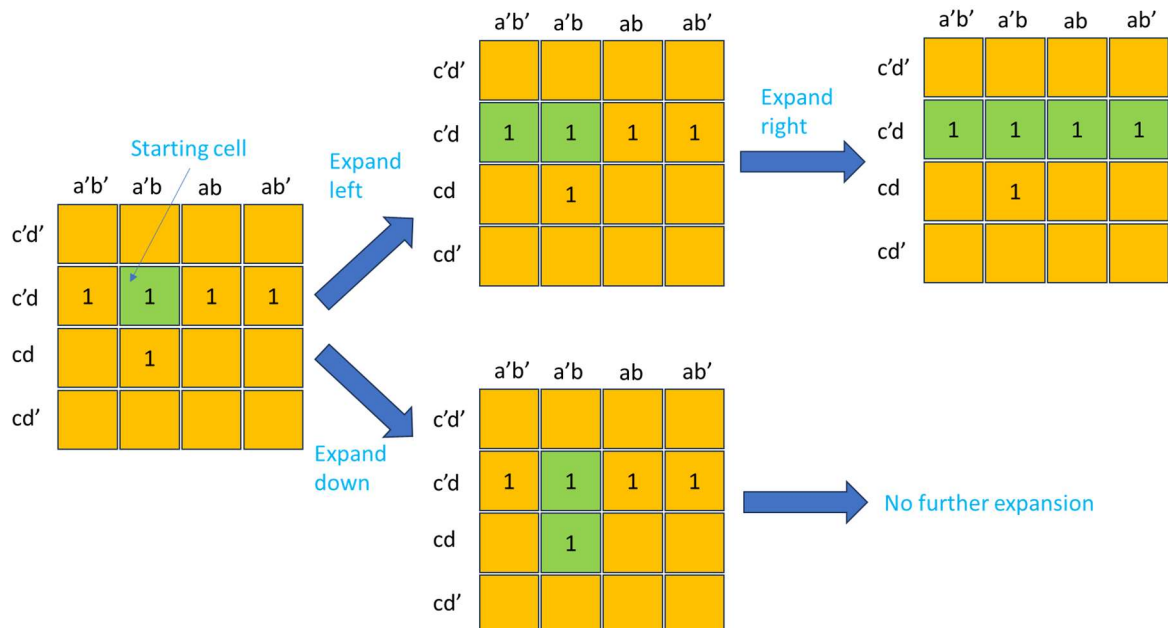 a'b' a'b ab ab'
c'd'
c'd 1 1 1 1
cd 1
cd'
Starting cell
a'b' a'b ab ab'
c'd'
c'd 1 1 1 1
cd 1
cd'
Expand
left
Expand
down
Expand
right
a'b' a'b ab ab'
c'd'
c'd 1 1 1 1
cd 1
cd'
a'b' a'b ab ab'
c'd'
c'd 1 1 1 1
cd 1
cd'
No further expansion